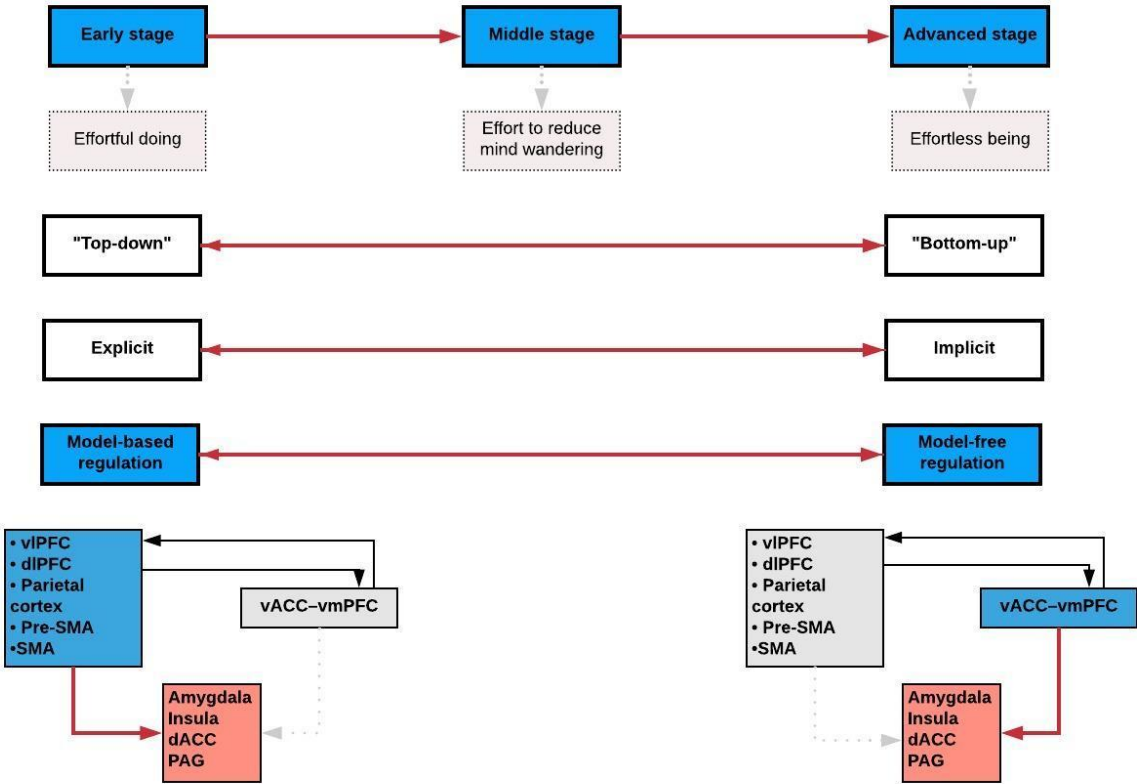 Early stage
Middle stage
Advanced stage
Effortful doing
Effort to reduce
mind wandering
Effortless being
"Top-down"
"Bottom-up"
Explicit
Implicit
Model-based
regulation
Model-free
regulation
• vlPFC
• dlPFC
• Parietal
cortex
• Pre-SMA
•SMA
vACC–vmPFC
Amygdala
Insula
dACC
PAG
• vlPFC
• dlPFC
• Parietal
cortex
• Pre-SMA
•SMA
vACC–vmPFC
Amygdala
Insula
dACC
PAG